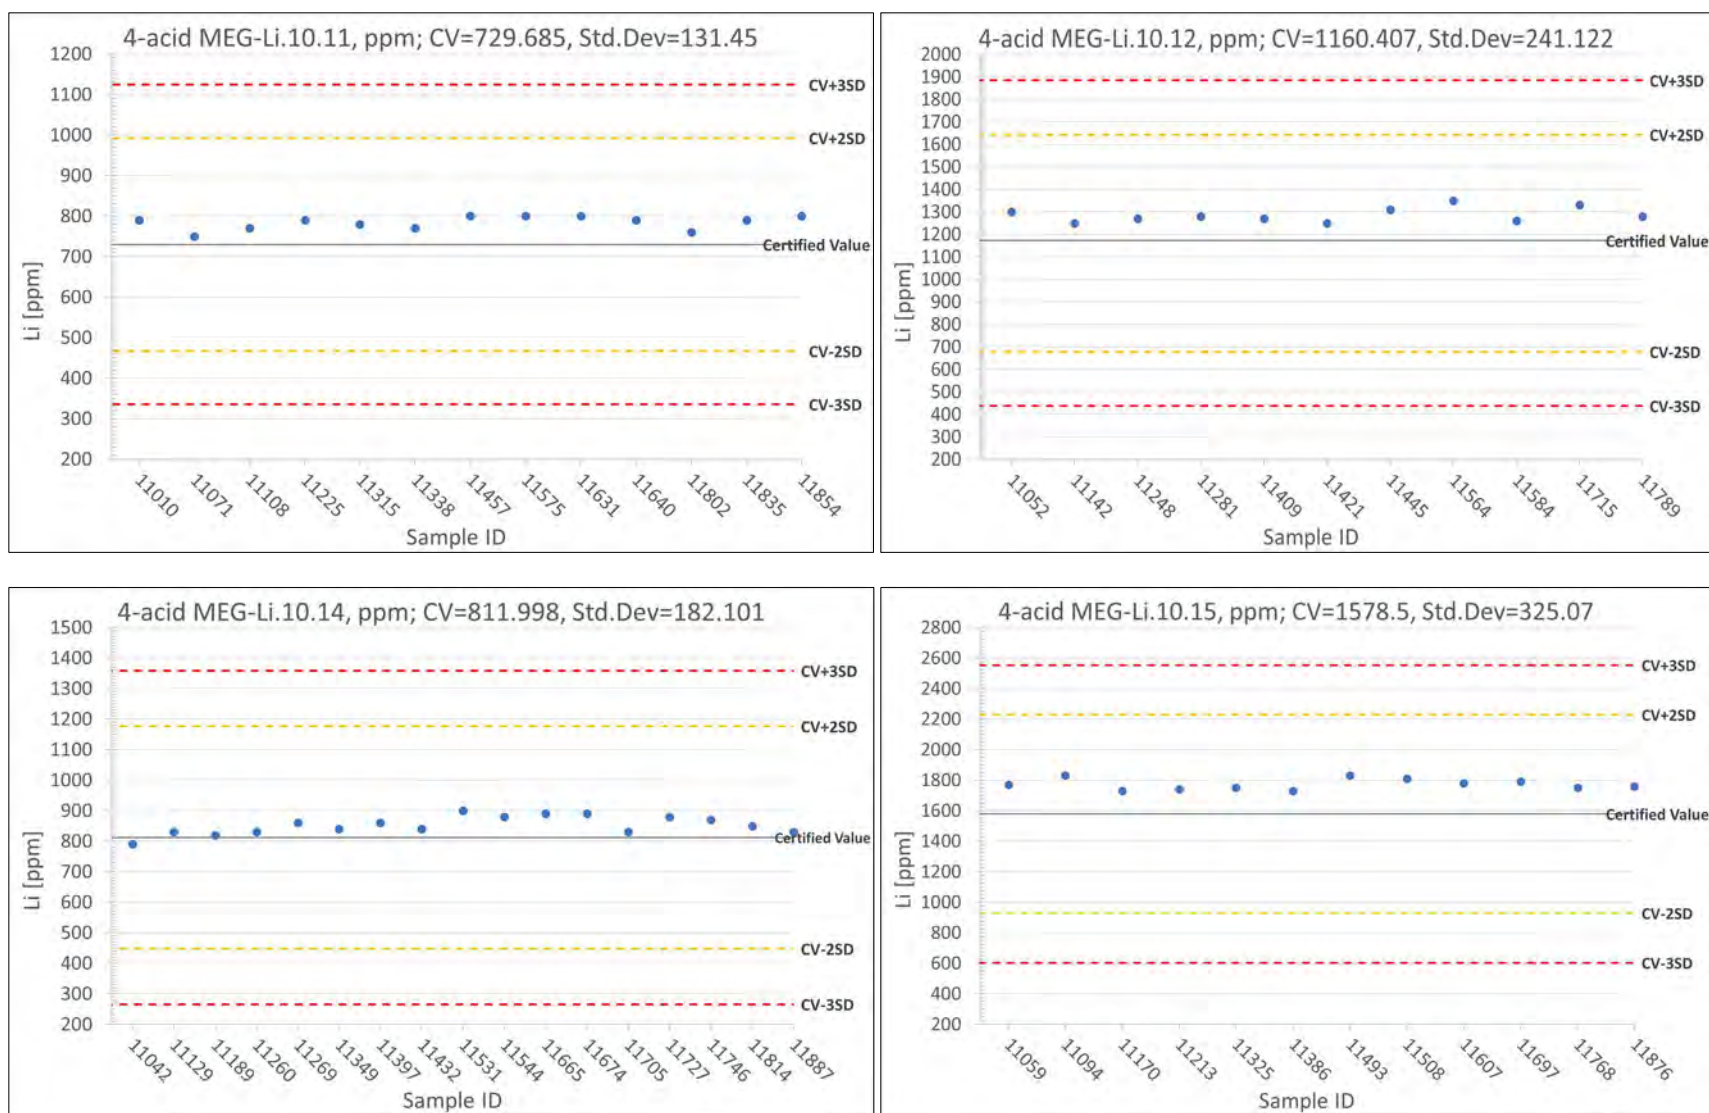 4-acid MEG-Li.10.11, ppm; CV=729.685, Std.Dev=131.45
1200
1100
1000
900
800
700
600
500
400
300
200
Li [ppm]
CV+3SD
CV+2SD
Certified Value
CV-2SD
CV-3SD
11010 11071 11108 11225 11315 11338 11457 11575 11631 11640 11802 11835 11854
Sample ID
4-acid MEG-Li.10.12, ppm; CV=1160.407, Std.Dev=241.122
2000
1900
1800
1700
1600
1500
1400
1300
1200
1100
1000
900
800
700
600
500
400
300
200
Li [ppm]
CV+3SD
CV+2SD
Certified Value
CV-2SD
CV-3SD
11052 11142 11248 11281 11409 11421 11445 11564 11584 11715 11789
Sample ID
4-acid MEG-Li.10.14, ppm; CV=811.998, Std.Dev=182.101
1500
1400
1300
1200
1100
1000
900
800
700
600
500
400
300
200
Li [ppm]
CV+3SD
CV+2SD
Certified Value
CV-2SD
CV-3SD
11042 11129 11189 11260 11269 11349 11397 11432 11531 11544 11665 11674 11705 11727 11746 11814 11887
Sample ID
4-acid MEG-Li.10.15, ppm; CV=1578.5, Std.Dev=325.07
2800
2600
2400
2200
2000
1800
1600
1400
1200
1000
800
600
400
200
Li [ppm]
CV+3SD
CV+2SD
Certified Value
CV-2SD
CV-3SD
11059 11094 11170 11213 11325 11386 11493 11508 11607 11697 11768 11876
Sample ID